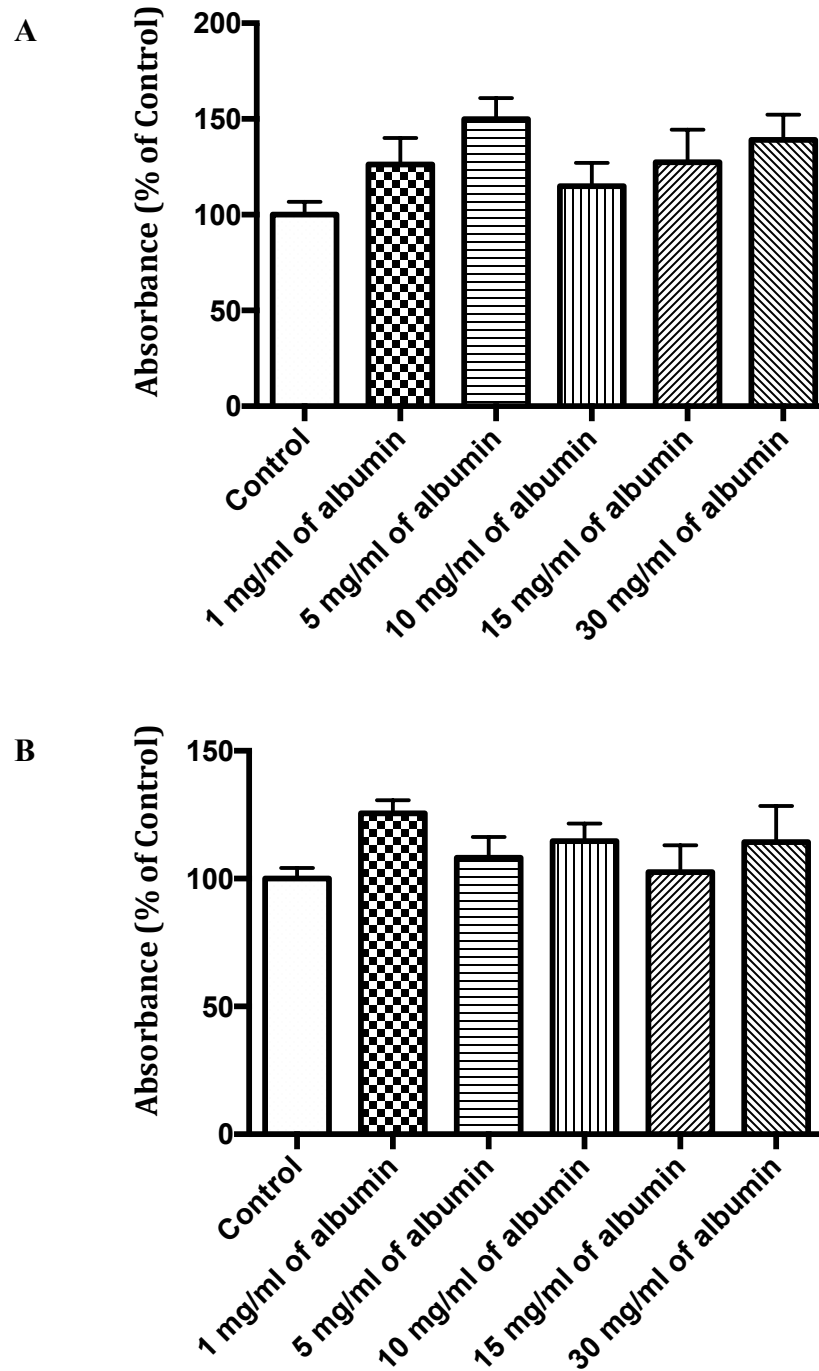 A
Absorbance (% of Control)
200
150
100
50
0
Control
1 mg/ml of albumin
5 mg/ml of albumin
10 mg/ml of albumin
15 mg/ml of albumin
30 mg/ml of albumin
B
Absorbance (% of Control)
150
100
50
0
Control
1 mg/ml of albumin
5 mg/ml of albumin
10 mg/ml of albumin
15 mg/ml of albumin
30 mg/ml of albumin